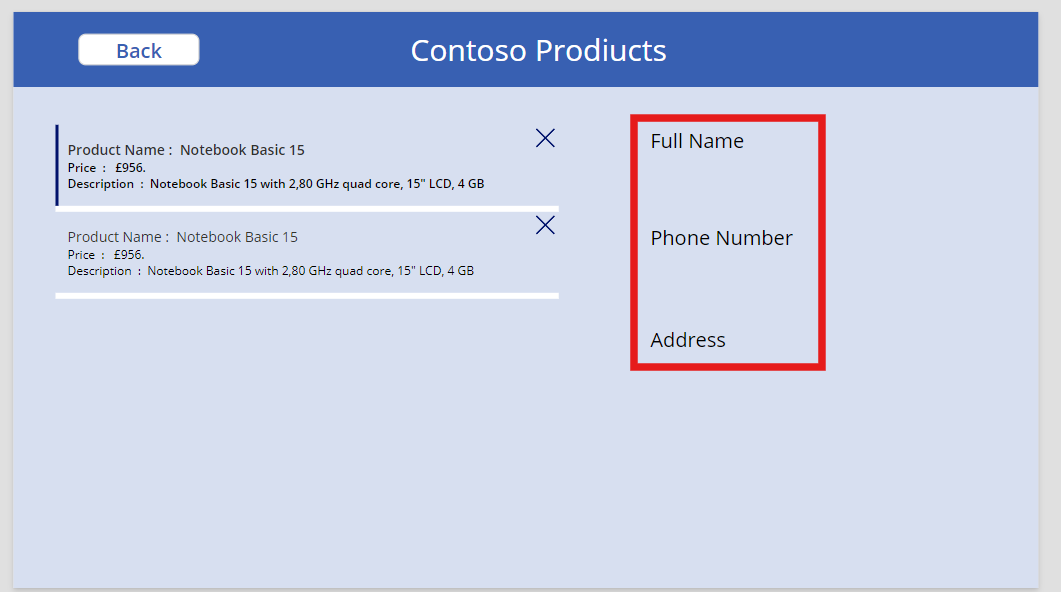 Back
Contoso Prodiucts
Product Name : Notebook Basic 15
Price : £956.
Description : Notebook Basic 15 with 2,80 GHz quad core, 15" LCD, 4 GB
Product Name : Notebook Basic 15
Price : £956.
Description : Notebook Basic 15 with 2,80 GHz quad core, 15" LCD, 4 GB
Full Name
Phone Number
Address